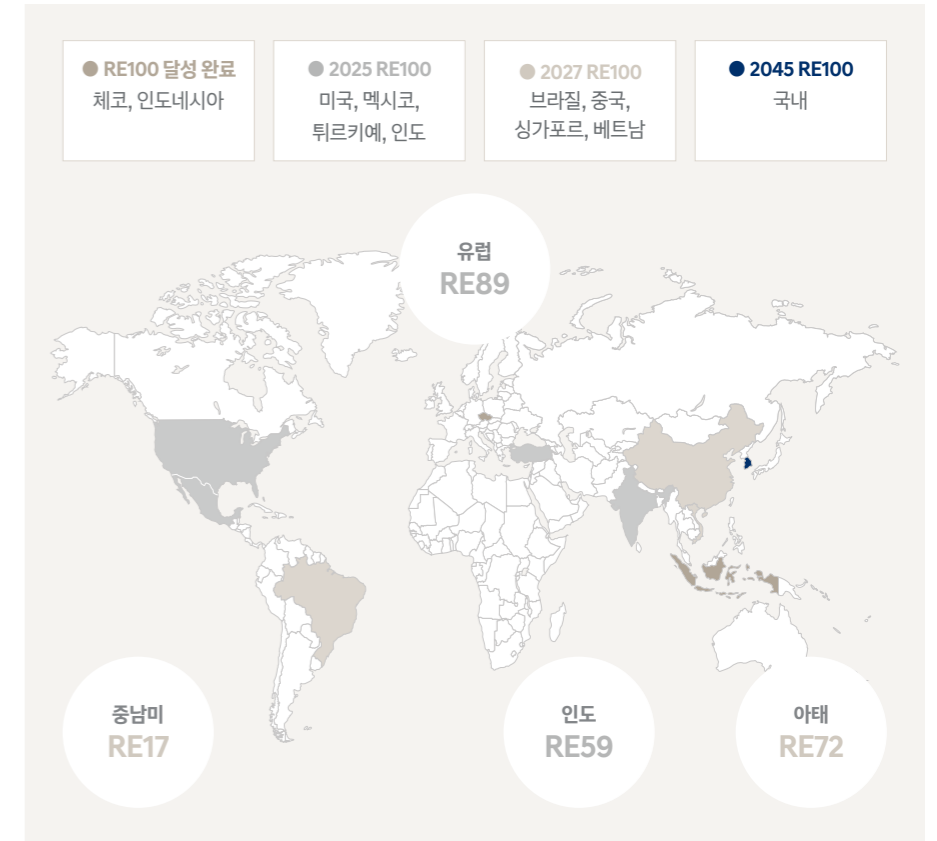 ● RE100 달성 완료
체코, 인도네시아
● 2025 RE100
미국, 멕시코,
튀르키예, 인도
● 2027 RE100
브라질, 중국,
싱가포르, 베트남
● 2045 RE100
국내
유럽
RE89
중남미
RE17
인도
RE59
아태
RE72